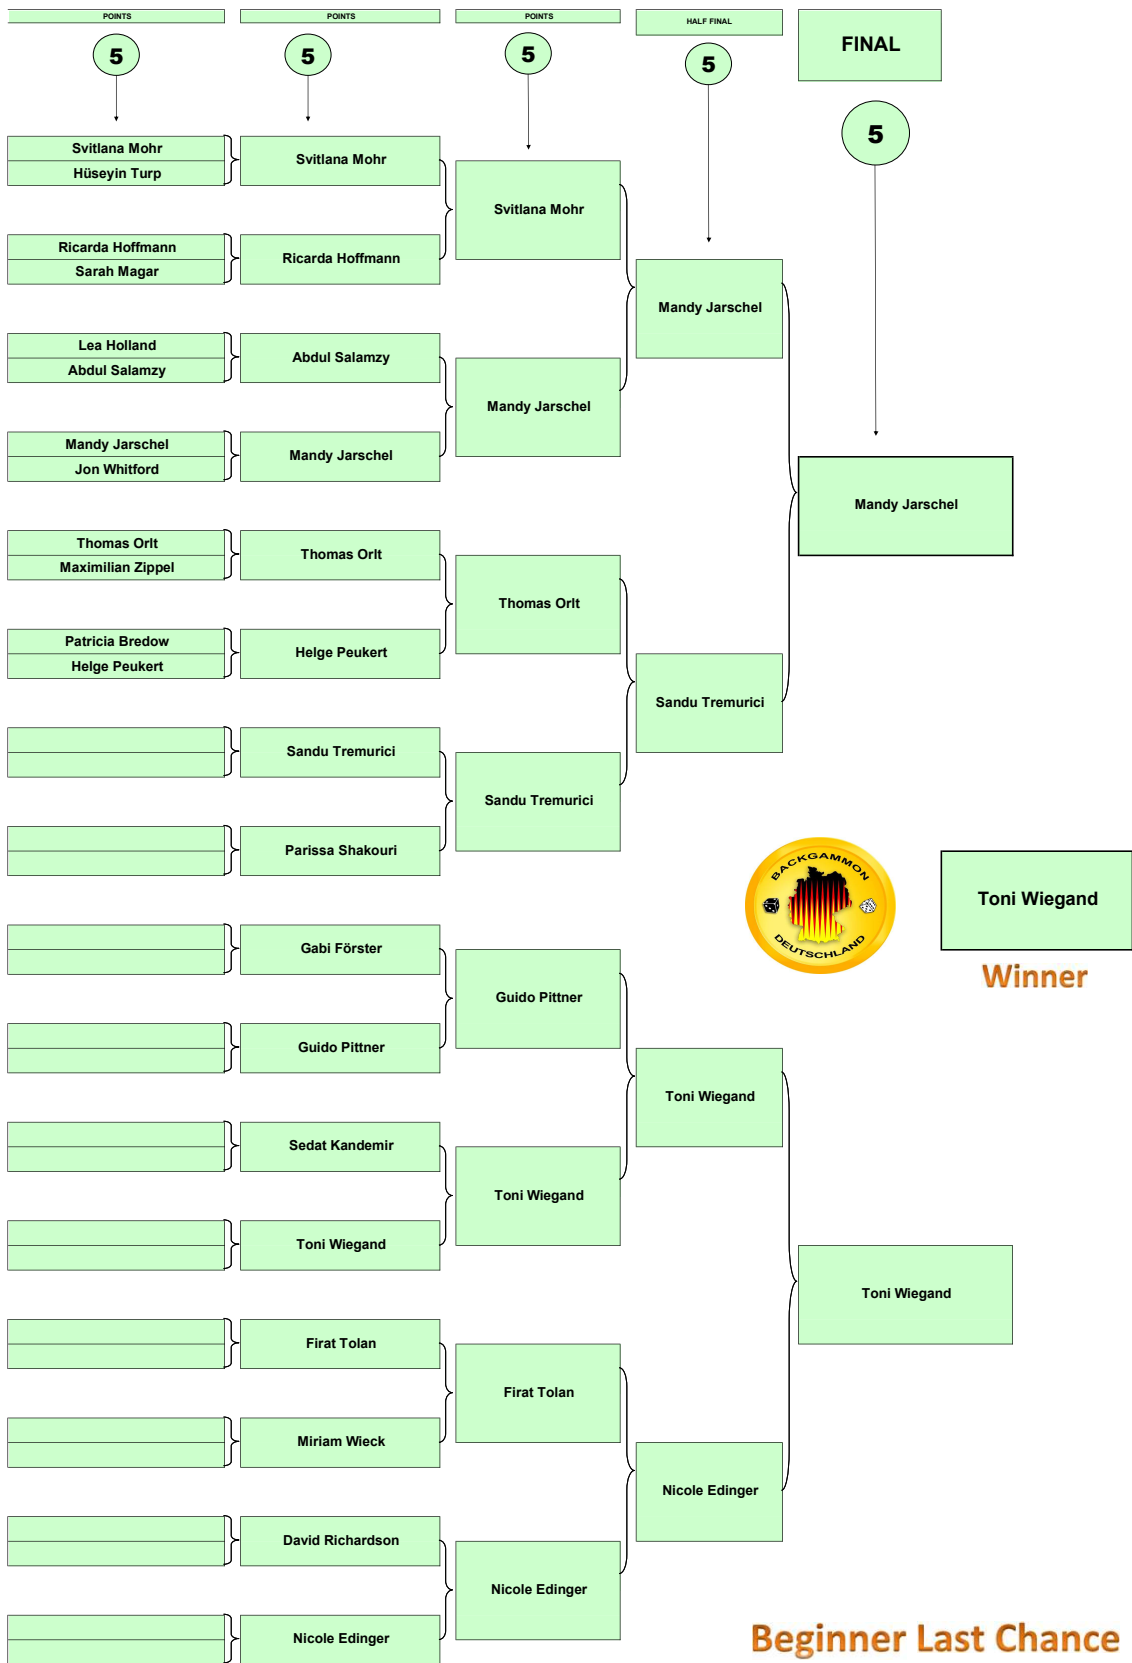 POINTS
POINTS
POINTS
HALF FINAL
FINAL
5
5
5
5
5
Svitlana Mohr
Hüseyin Turp
Ricarda Hoffmann
Sarah Magar
Lea Holland
Abdul Salamzy
Mandy Jarschel
Jon Whitford
Thomas Orlt
Maximilian Zippel
Patricia Bredow
Helge Peukert
Svitlana Mohr
Ricarda Hoffmann
Abdul Salamzy
Mandy Jarschel
Thomas Orlt
Helge Peukert
Sandu Tremurici
Parissa Shakouri
Gabi Förster
Guido Pittner
Sedat Kandemir
Toni Wiegand
Firat Tolan
Miriam Wieck
David Richardson
Nicole Edinger
Svitlana Mohr
Mandy Jarschel
Thomas Orlt
Sandu Tremurici
Guido Pittner
Toni Wiegand
Firat Tolan
Nicole Edinger
Mandy Jarschel
Sandu Tremurici
Toni Wiegand
Nicole Edinger
Mandy Jarschel
Toni Wiegand
BACKGAMMON
DEUTSCHLAND
Toni Wiegand
Winner
Beginner Last Chance